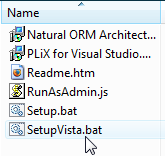 Name
Natural ORM Architect...
PLiX for Visual Studio....
Readme.htm
RunAsAdmin.js
Setup.bat
SetupVista.bat